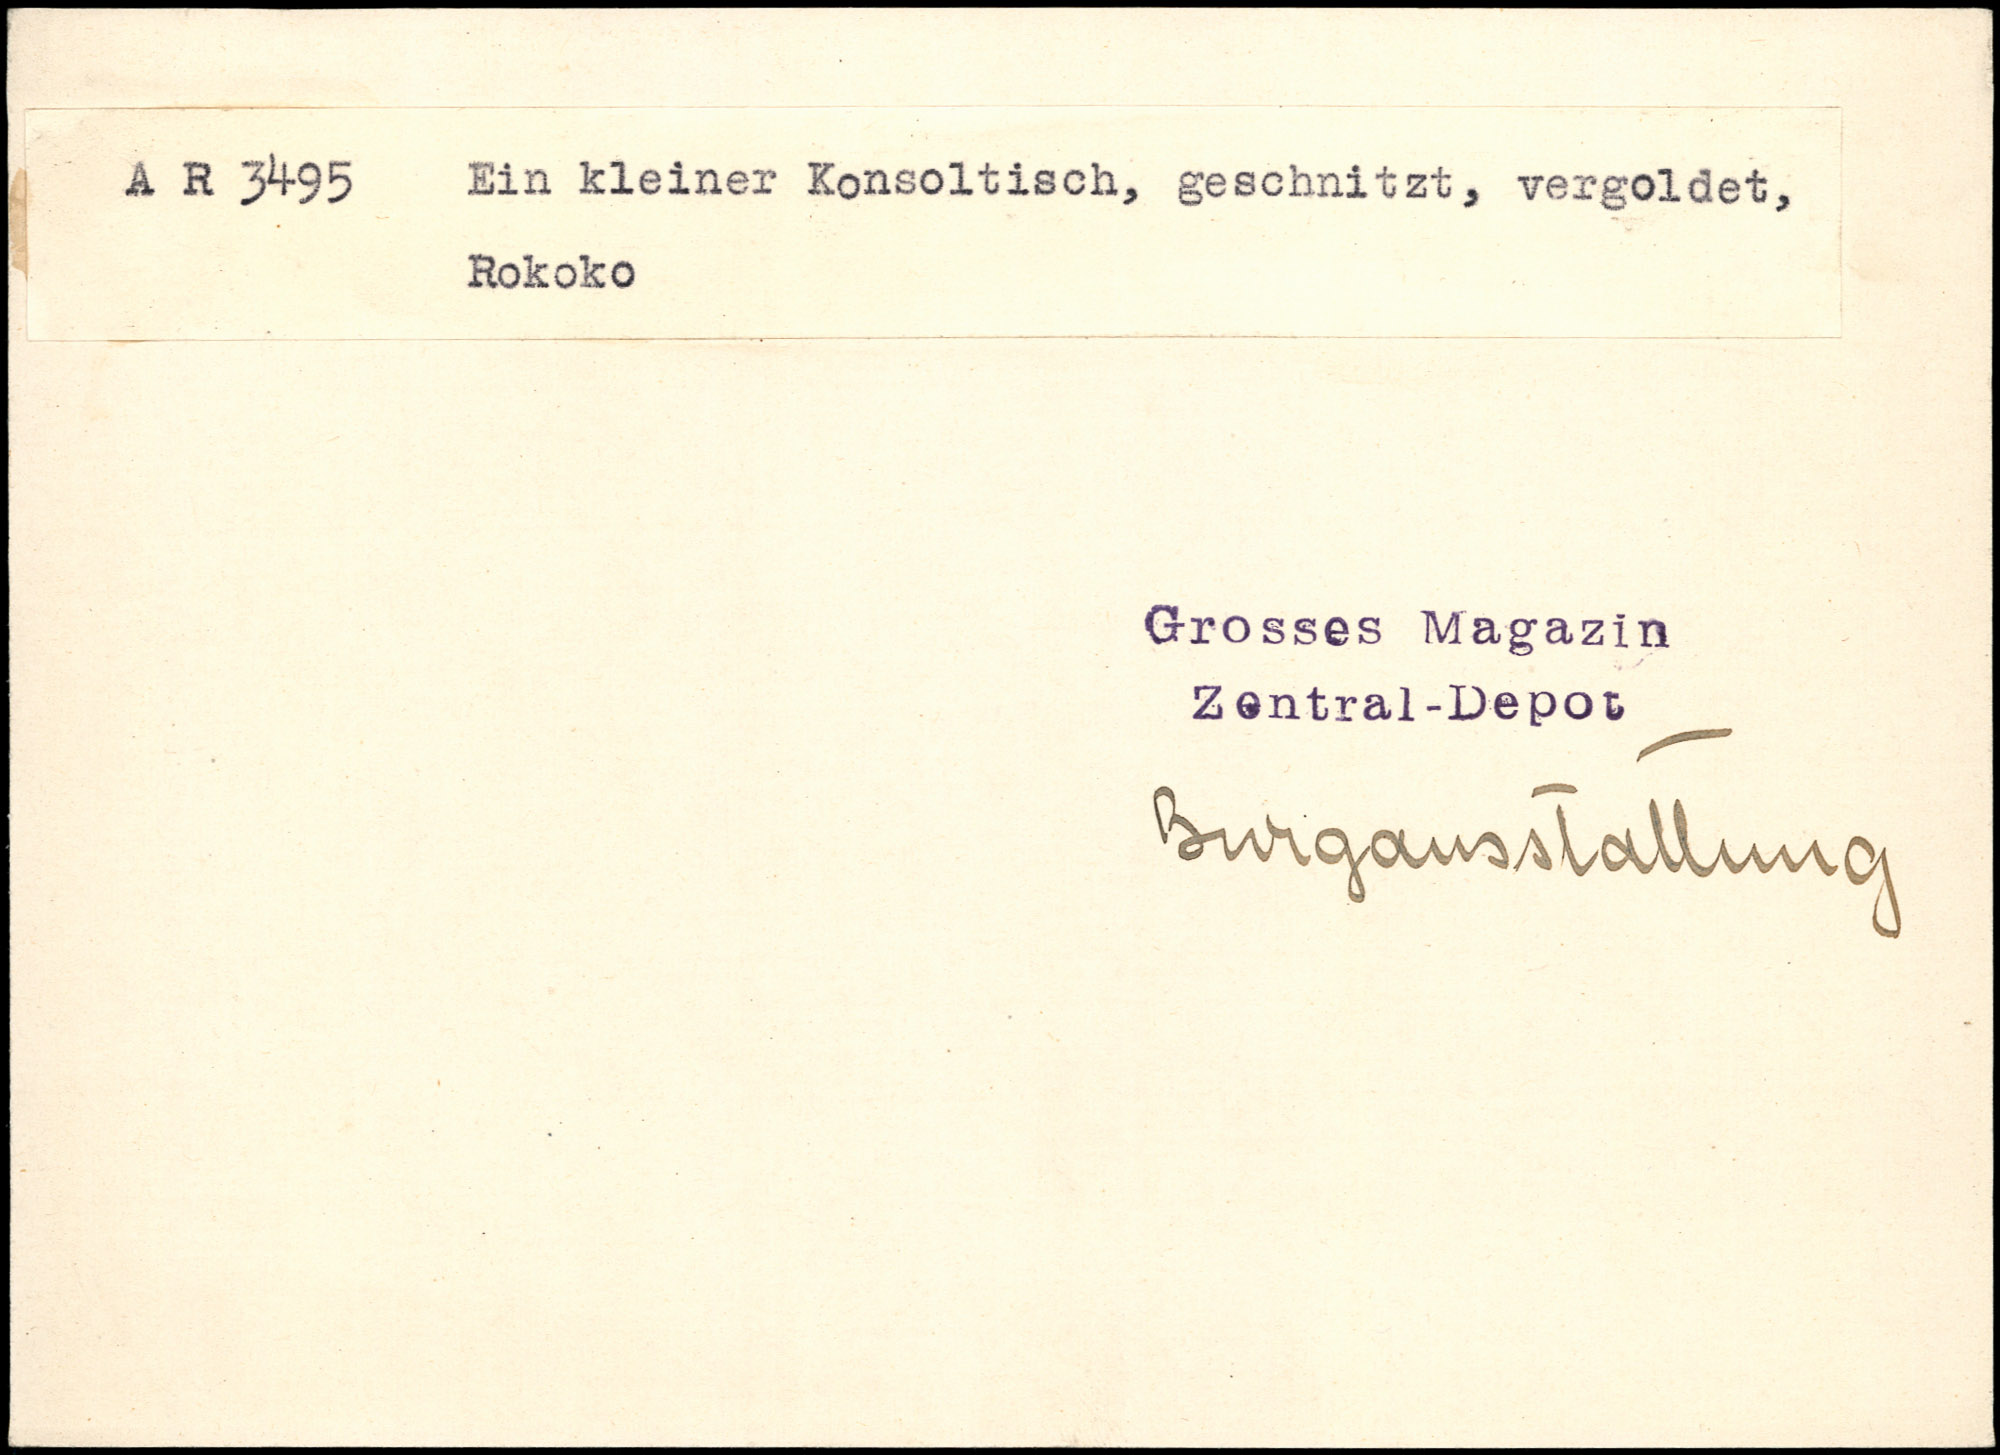 A R 3495 Ein kleiner Konsoltisch, geschnitzt, vergoldet,
Rokoko
Grosses Magazin
Zentral-Depot
Burgausstattung